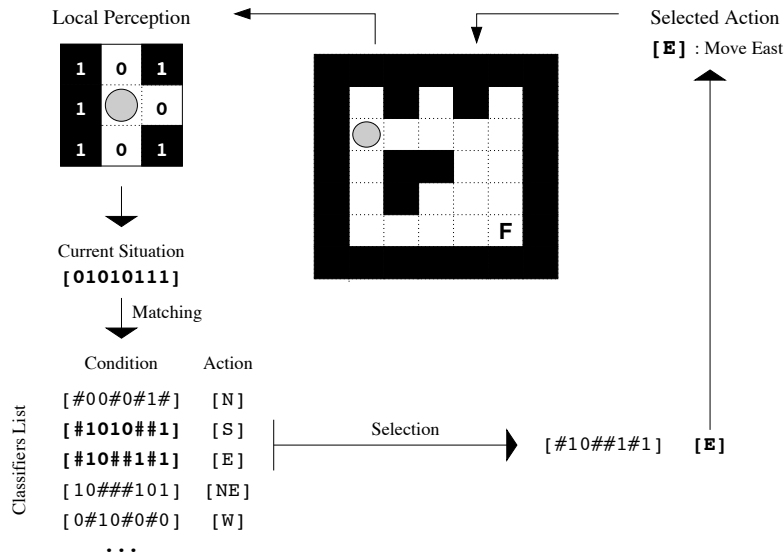 Local Perception
1 0 1
1 0
1 0 1
Current Situation
[01010111]
Matching
Condition Action
Classifiers List
[#00#0#1#] [N]
[#1010##1] [S]
[#10##1#1] [E]
[10###101] [NE]
[0#10#0#0] [W]
...
F
Selection
[#10##1#1] [E]
Selected Action
[E] : Move East